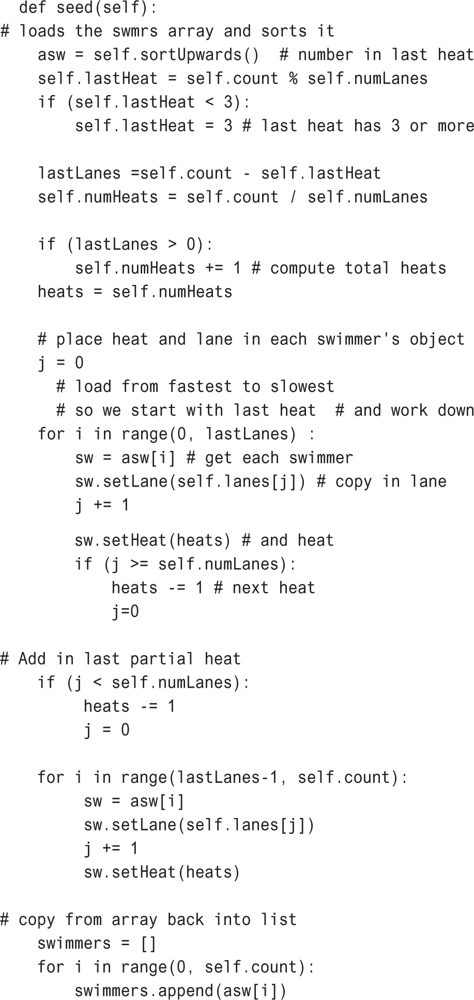 def seed(self):
# loads the swmrs array and sorts it
    asw = self.sortUpwards()  # number in last heat
    self.lastHeat = self.count % self.numLanes
    if (self.lastHeat < 3):
        self.lastHeat = 3 # last heat has 3 or more

    lastLanes =self.count - self.lastHeat
    self.numHeats = self.count / self.numLanes

    if (lastLanes > 0):
        self.numHeats += 1 # compute total heats
    heats = self.numHeats

    # place heat and lane in each swimmer's object
    j = 0
      # load from fastest to slowest
      # so we start with last heat  # and work down
    for i in range(0, lastLanes) :
        sw = asw[i] # get each swimmer
        sw.setLane(self.lanes[j]) # copy in lane
        j += 1
        sw.setHeat(heats) # and heat
        if (j >= self.numLanes):
            heats -= 1 # next heat
            j=0

# Add in last partial heat
    if (j < self.numLanes):
         heats -= 1
         j = 0

    for i in range(lastLanes-1, self.count):
         sw = asw[i]
         sw.setLane(self.lanes[j])
         j += 1
         sw.setHeat(heats)

# copy from array back into list
    swimmers = []
    for i in range(0, self.count):
        swimmers.append(asw[i])